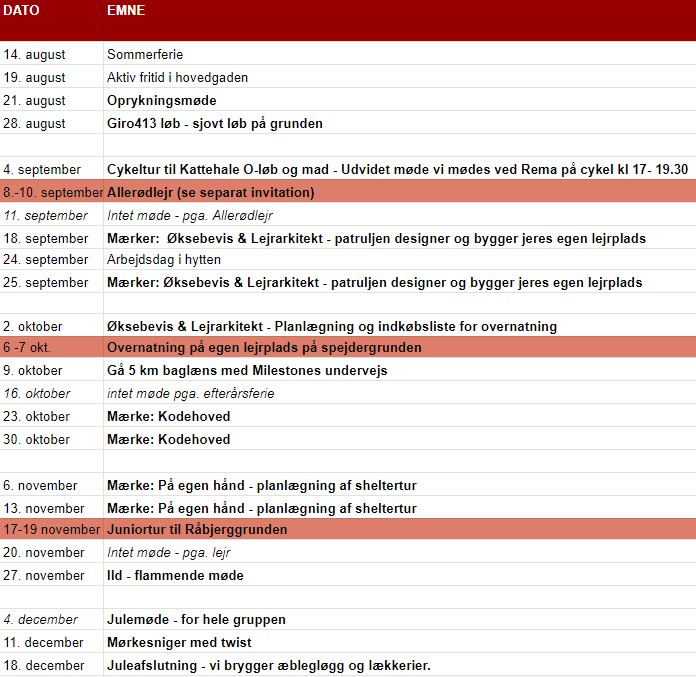 DATO EMNE
14. august Sommerferie
19. august Aktiv fritid i hovedgaden
21. august Oprykningsmøde
28. august Giro413 løb - sjovt løb på grunden
4. september Cykeltur til Kattehale O-løb og mad - Udvidet møde vi mødes ved Rema på cykel kl 17- 19.30
8.-10. september Allerødlejr (se separat invitation)
11. september Intet møde - pga. Allerødlejr
18. september Mærker:  Øksebevis & Lejrarkitekt - patruljen designer og bygger jeres egen lejrplads
24. september Arbejdsdag i hytten
25. september Mærker: Øksebevis & Lejrarkitekt - patruljen designer og bygger jeres egen lejrplads
2. oktober Øksebevis & Lejrarkitekt - Planlægning og indkøbsliste for overnatning
6 -7 okt. Overnatning på egen lejrplads på spejdergrunden
9. oktober Gå 5 km baglæns med Milestones undervejs
16. oktober intet møde pga. efterårsferie
23. oktober Mærke: Kodehoved
30. oktober Mærke: Kodehoved
6. november Mærke: På egen hånd - planlægning af sheltertur
13. november Mærke: På egen hånd - planlægning af sheltertur
17-19 november Juniortur til Råbjerggrunden
20. november Intet møde - pga. lejr
27. november Ild - flammende møde
4. december Julemøde - for hele gruppen
11. december Mørkesniger med twist
18. december Juleafslutning - vi brygger æblegløgg og lækkerier.